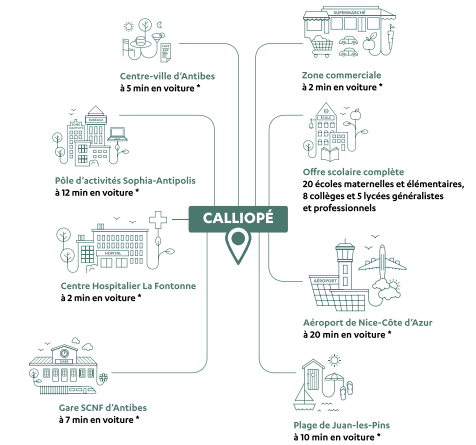 SUPERMARCHÉ
Centre-ville d'Antibes
à 5 min en voiture *
Zone commerciale
à 2 min en voiture *
BUREAUX
ÉCOLE
Pôle d'activités Sophia-Antipolis
à 12 min en voiture *
Offre scolaire complète
20 écoles maternelles et élémentaires,
8 collèges et 5 lycées généralistes
et professionnels
CALLIOPÉ
HOPITAL
Centre Hospitalier La Fontonne
à 2 min en voiture *
AÉROPORT
Aéroport de Nice-Côte d'Azur
à 20 min en voiture *
GARE
Gare SCNF d'Antibes
à 7 min en voiture *
Plage de Juan-les-Pins
à 10 min en voiture *